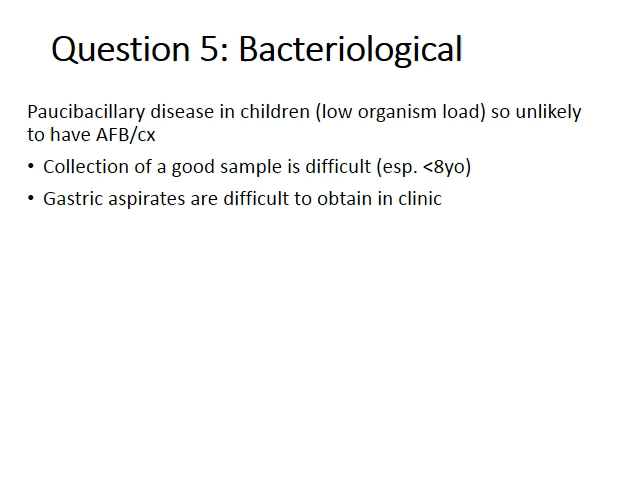 Question 5: Bacteriological
Paucibacillary disease in children (low organism load) so unlikely
to have AFB/cx
• Collection of a good sample is difficult (esp. <8yo)
• Gastric aspirates are difficult to obtain in clinic